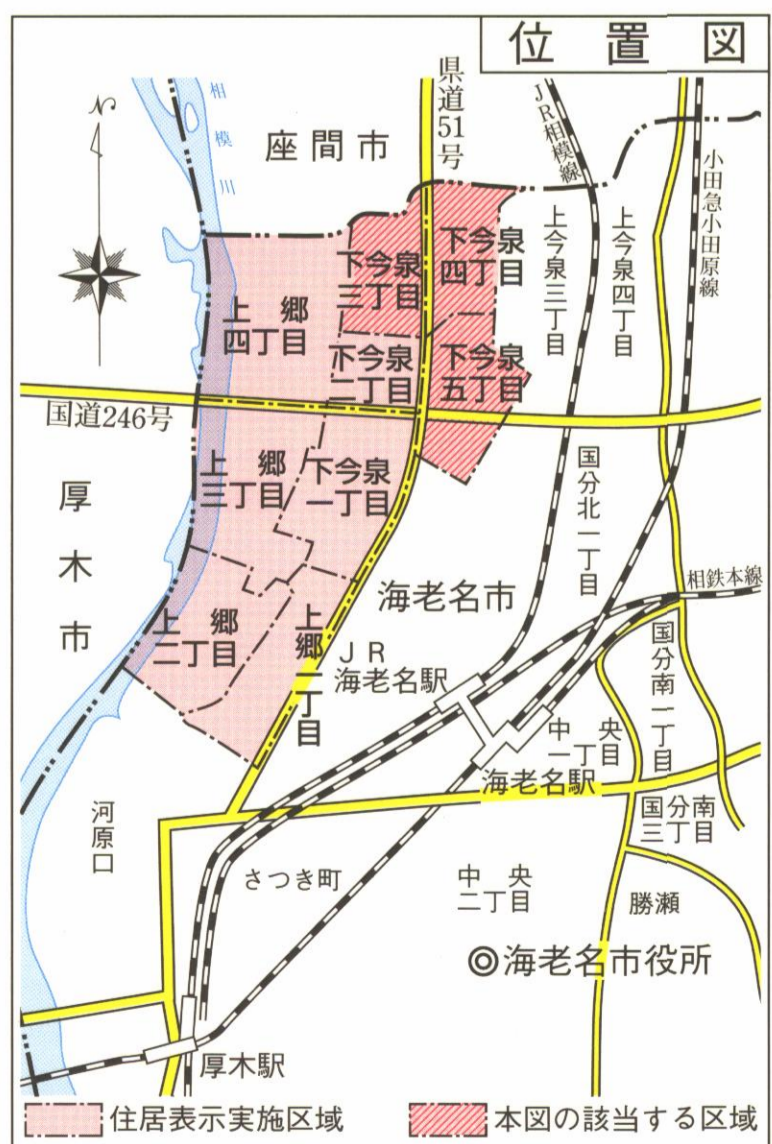 位置図
N
相模川
座間市
県道51号
JR相模線
小田急小田原線
上今泉三丁目
上今泉四丁目
下今泉
三丁目
下今泉
四丁目
上郷
四丁目
下今泉
二丁目
下今泉
五丁目
国道246号
厚木市
上郷
三丁目
下今泉
一丁目
国分北一丁目
海老名市
相鉄本線
上郷
二丁目
上郷一丁目
JR
海老名駅
国分南一丁目
中央
一丁目
海老名駅
河原口
国分南
三丁目
さつき町
中央
二丁目
勝瀬
◎海老名市役所
厚木駅
住居表示実施区域
本図の該当する区域